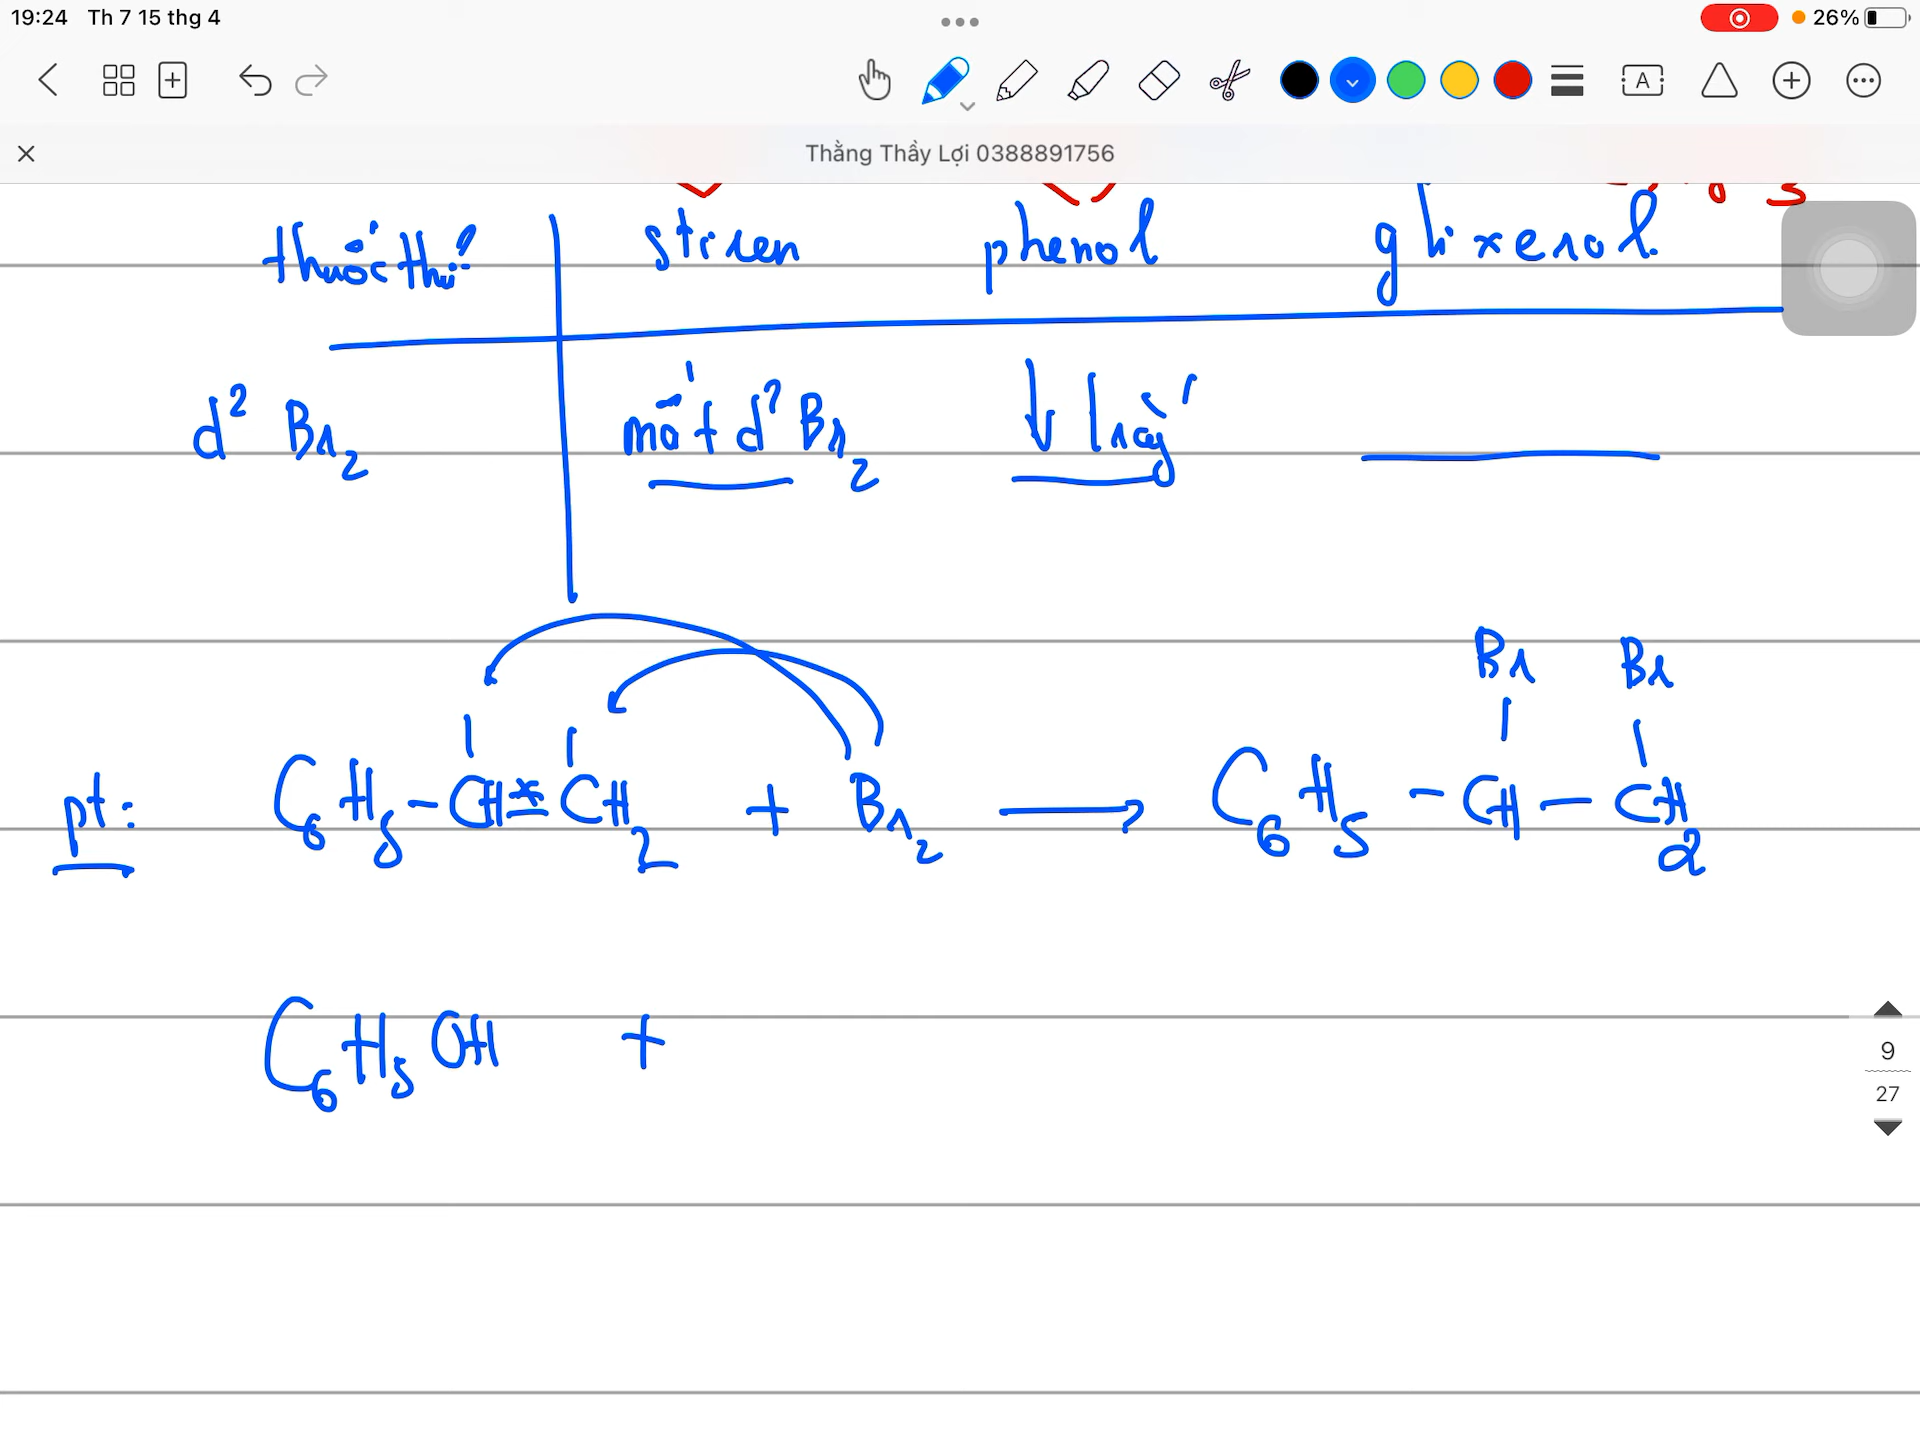 19:24 Th 7 15 thg 4 26%
A
Thằng Thầy Lợi 0388891756
thuốc thử stiren phenol glixerol
d² Br₂ mất d² Br₂ ↓ trắng
Br Br
pt: C₆H₅-CH=CH₂ + Br₂ ⟶ C₆H₅-CH-CH₂
C₆H₅OH +
9
27